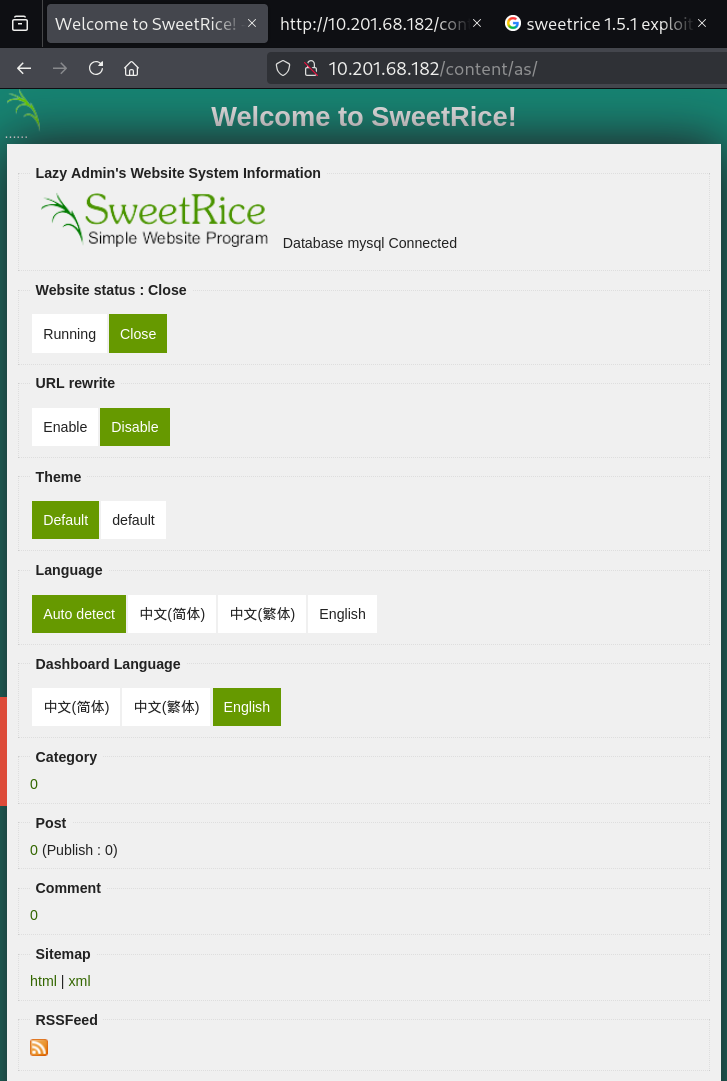 Welcome to SweetRice!
http://10.201.68.182/con
sweetrice 1.5.1 exploit
10.201.68.182/content/as/
Welcome to SweetRice!
......
Lazy Admin's Website System Information
SweetRice
Simple Website Program
Database mysql Connected
Website status : Close
Running Close
URL rewrite
Enable Disable
Theme
Default default
Language
Auto detect 中文(简体) 中文(繁体) English
Dashboard Language
中文(简体) 中文(繁体) English
Category
0
Post
0 (Publish : 0)
Comment
0
Sitemap
html | xml
RSSFeed